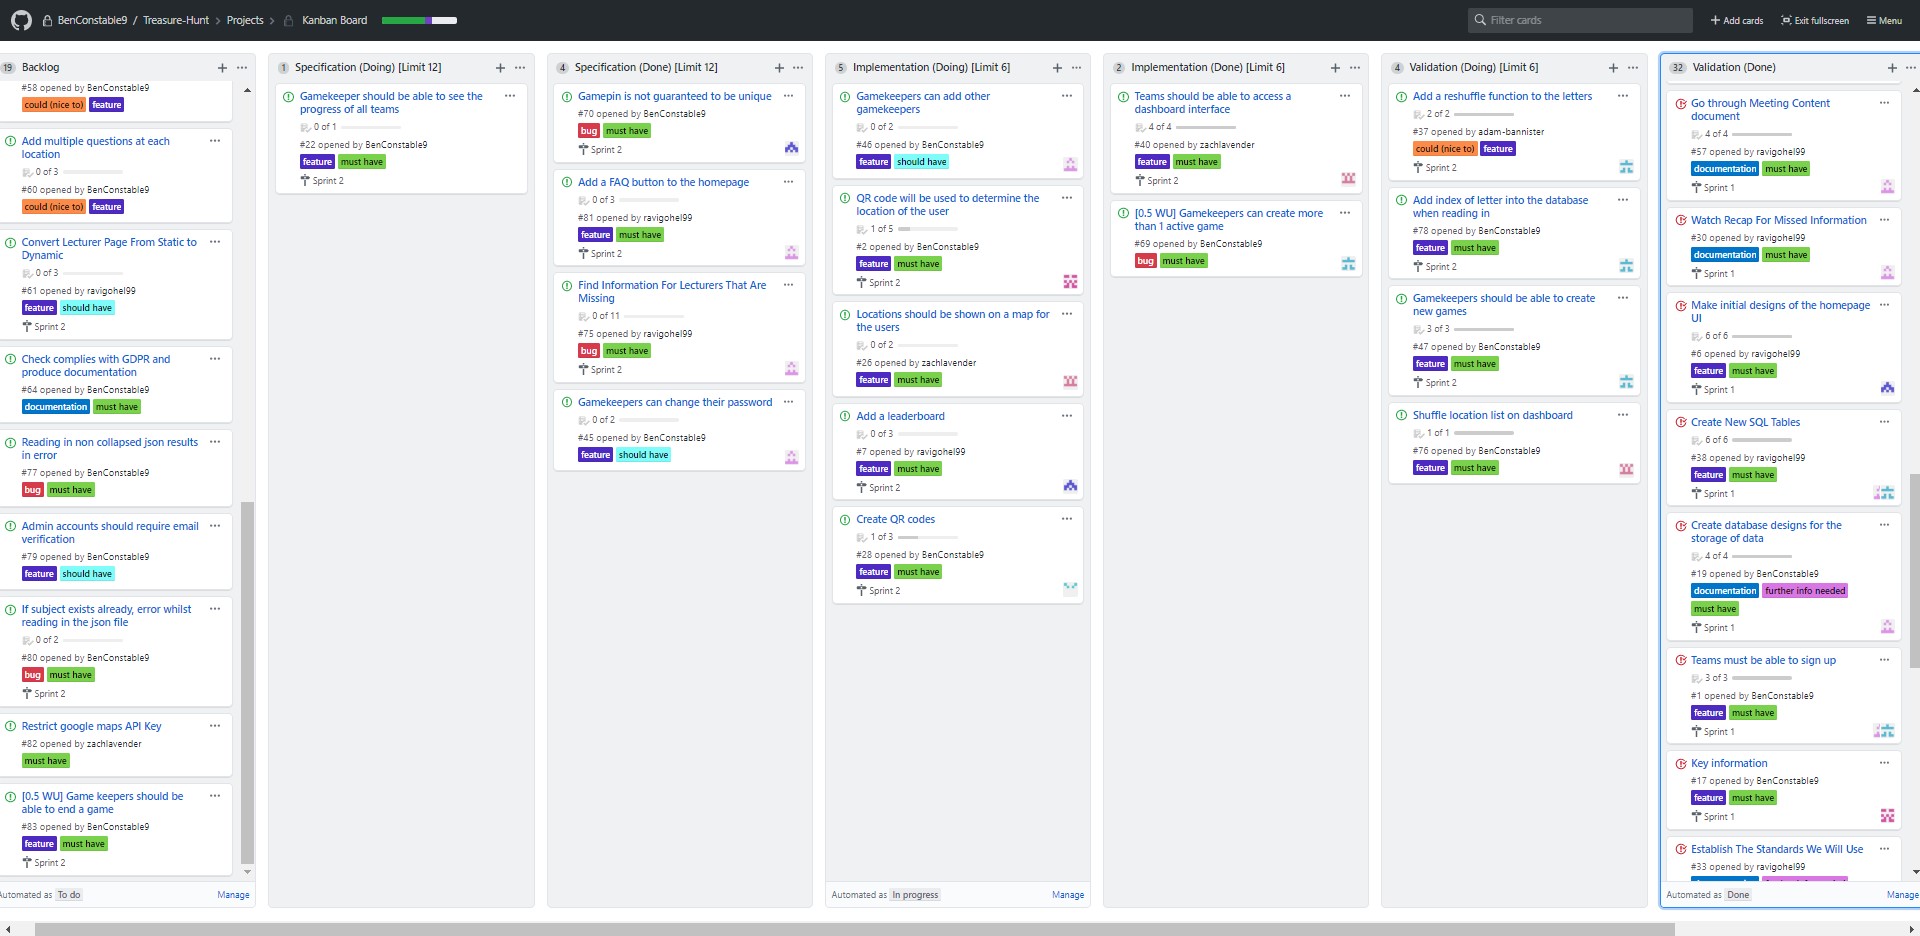 BenConstable9 / Treasure-Hunt Projects Kanban Board
Filter cards
Add cards
Exit fullscreen
Menu
19 Backlog
#58 opened by BenConstable9
could (nice to) feature
Add multiple questions at each
location
0 of 3
#60 opened by BenConstable9
could (nice to) feature
Convert Lecturer Page From Static to
Dynamic
0 of 3
#61 opened by ravigohel99
feature should have
Sprint 2
Check complies with GDPR and
produce documentation
#64 opened by BenConstable9
documentation must have
Reading in non collapsed json results
in error
#77 opened by BenConstable9
bug must have
Admin accounts should require email
verification
#79 opened by BenConstable9
feature should have
If subject exists already, error whilst
reading in the json file
0 of 2
#80 opened by BenConstable9
bug must have
Sprint 2
Restrict google maps API Key
#82 opened by zachlavender
must have
[0.5 WU] Game keepers should be
able to end a game
#83 opened by BenConstable9
feature must have
Sprint 2
Automated as To do
Manage
1 Specification (Doing) [Limit 12]
Gamekeeper should be able to see the
progress of all teams
0 of 1
#22 opened by BenConstable9
feature must have
Sprint 2
4 Specification (Done) [Limit 12]
Gamepin is not guaranteed to be unique
#70 opened by BenConstable9
bug must have
Sprint 2
Add a FAQ button to the homepage
0 of 3
#81 opened by ravigohel99
feature must have
Sprint 2
Find Information For Lecturers That Are
Missing
0 of 11
#75 opened by ravigohel99
bug must have
Sprint 2
Gamekeepers can change their password
0 of 2
#45 opened by BenConstable9
feature should have
5 Implementation (Doing) [Limit 6]
Gamekeepers can add other
gamekeepers
0 of 2
#46 opened by BenConstable9
feature should have
QR code will be used to determine the
location of the user
1 of 5
#2 opened by BenConstable9
feature must have
Sprint 2
Locations should be shown on a map for
the users
0 of 2
#26 opened by zachlavender
feature must have
Add a leaderboard
0 of 3
#7 opened by ravigohel99
feature must have
Sprint 2
Create QR codes
1 of 3
#28 opened by BenConstable9
feature must have
Sprint 2
Automated as In progress
Manage
2 Implementation (Done) [Limit 6]
Teams should be able to access a
dashboard interface
4 of 4
#40 opened by zachlavender
feature must have
Sprint 2
[0.5 WU] Gamekeepers can create more
than 1 active game
#69 opened by BenConstable9
bug must have
4 Validation (Doing) [Limit 6]
Add a reshuffle function to the letters
2 of 2
#37 opened by adam-bannister
could (nice to) feature
Sprint 2
Add index of letter into the database
when reading in
#78 opened by BenConstable9
feature must have
Sprint 2
Gamekeepers should be able to create
new games
3 of 3
#47 opened by BenConstable9
feature must have
Sprint 2
Shuffle location list on dashboard
1 of 1
#76 opened by BenConstable9
feature must have
32 Validation (Done)
Go through Meeting Content
document
4 of 4
#57 opened by ravigohel99
documentation must have
Sprint 1
Watch Recap For Missed Information
#30 opened by ravigohel99
documentation must have
Sprint 1
Make initial designs of the homepage
UI
6 of 6
#6 opened by ravigohel99
feature must have
Sprint 1
Create New SQL Tables
6 of 6
#38 opened by ravigohel99
feature must have
Sprint 1
Create database designs for the
storage of data
4 of 4
#19 opened by BenConstable9
documentation further info needed
must have
Sprint 1
Teams must be able to sign up
3 of 3
#1 opened by BenConstable9
feature must have
Sprint 1
Key information
#17 opened by BenConstable9
feature must have
Sprint 1
Establish The Standards We Will Use
#33 opened by ravigohel99
Automated as Done
Manage